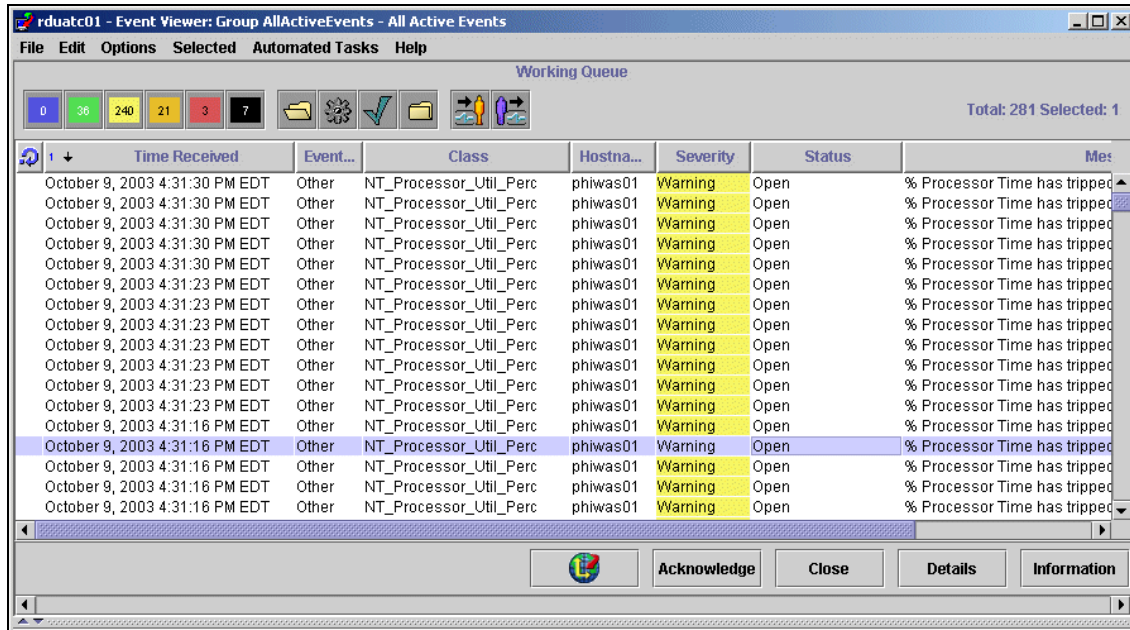 rduatc01 - Event Viewer: Group AllActiveEvents - All Active Events
File Edit Options Selected Automated Tasks Help
Working Queue
0 36 240 21 3 7 Total: 281 Selected: 1
1 Time Received Event... Class Hostna... Severity Status Mes
October 9, 2003 4:31:30 PM EDT Other NT_Processor_Util_Perc phiwas01 Warning Open % Processor Time has tripped
October 9, 2003 4:31:30 PM EDT Other NT_Processor_Util_Perc phiwas01 Warning Open % Processor Time has tripped
October 9, 2003 4:31:30 PM EDT Other NT_Processor_Util_Perc phiwas01 Warning Open % Processor Time has tripped
October 9, 2003 4:31:30 PM EDT Other NT_Processor_Util_Perc phiwas01 Warning Open % Processor Time has tripped
October 9, 2003 4:31:30 PM EDT Other NT_Processor_Util_Perc phiwas01 Warning Open % Processor Time has tripped
October 9, 2003 4:31:23 PM EDT Other NT_Processor_Util_Perc phiwas01 Warning Open % Processor Time has tripped
October 9, 2003 4:31:23 PM EDT Other NT_Processor_Util_Perc phiwas01 Warning Open % Processor Time has tripped
October 9, 2003 4:31:23 PM EDT Other NT_Processor_Util_Perc phiwas01 Warning Open % Processor Time has tripped
October 9, 2003 4:31:23 PM EDT Other NT_Processor_Util_Perc phiwas01 Warning Open % Processor Time has tripped
October 9, 2003 4:31:23 PM EDT Other NT_Processor_Util_Perc phiwas01 Warning Open % Processor Time has tripped
October 9, 2003 4:31:23 PM EDT Other NT_Processor_Util_Perc phiwas01 Warning Open % Processor Time has tripped
October 9, 2003 4:31:23 PM EDT Other NT_Processor_Util_Perc phiwas01 Warning Open % Processor Time has tripped
October 9, 2003 4:31:16 PM EDT Other NT_Processor_Util_Perc phiwas01 Warning Open % Processor Time has tripped
October 9, 2003 4:31:16 PM EDT Other NT_Processor_Util_Perc phiwas01 Warning Open % Processor Time has tripped
October 9, 2003 4:31:16 PM EDT Other NT_Processor_Util_Perc phiwas01 Warning Open % Processor Time has tripped
October 9, 2003 4:31:16 PM EDT Other NT_Processor_Util_Perc phiwas01 Warning Open % Processor Time has tripped
October 9, 2003 4:31:16 PM EDT Other NT_Processor_Util_Perc phiwas01 Warning Open % Processor Time has tripped
Acknowledge Close Details Information